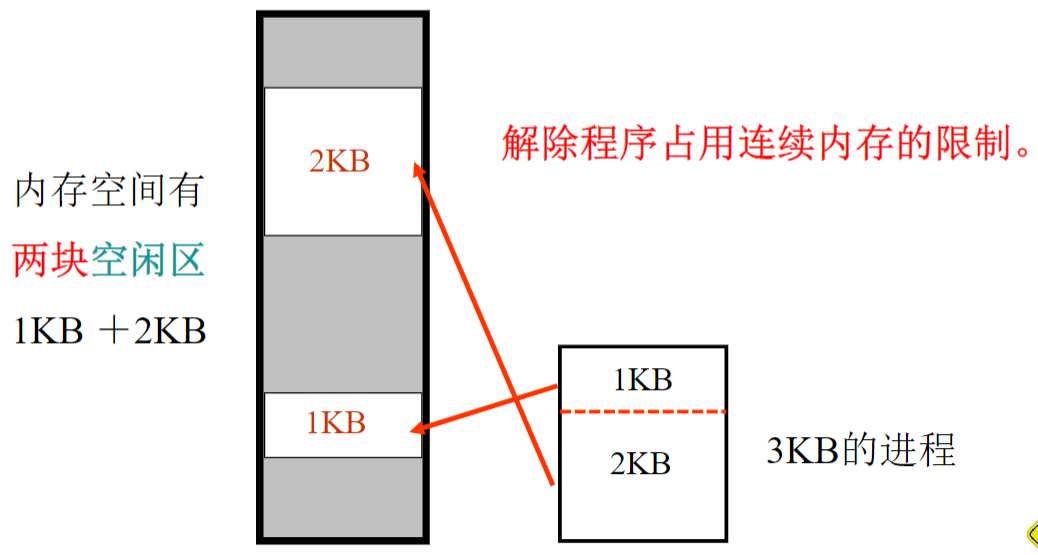 内存空间有
两块空闲区
1KB ＋2KB
2KB
1KB
解除程序占用连续内存的限制。
1KB
2KB
3KB的进程